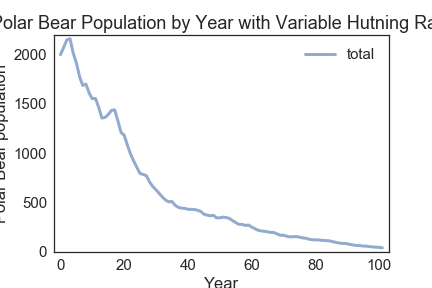 Polar Bear Population by Year with Variable Hutning Ra
total
2000
1500
1000
500
0
Polar Bear population
0 20 40 60 80 100
Year